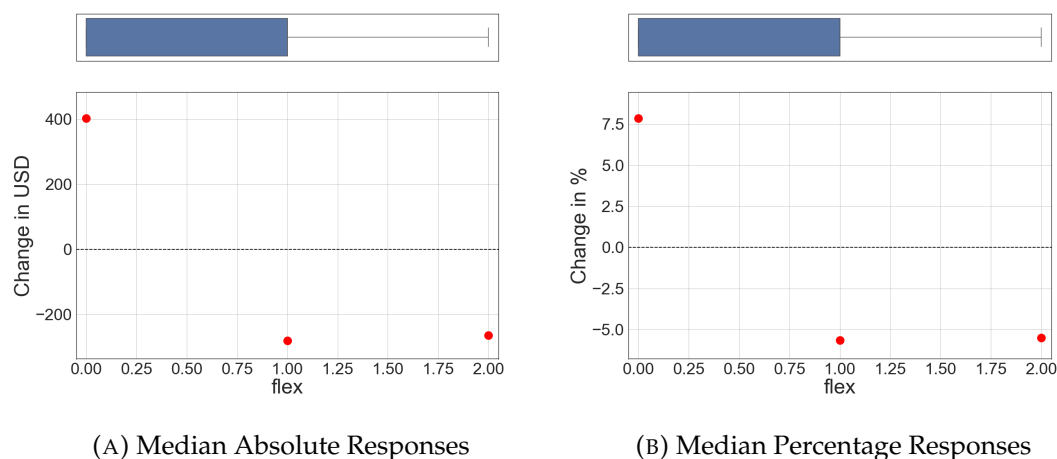 400
200
0
−200
Change in USD
0.00 0.25 0.50 0.75 1.00 1.25 1.50 1.75 2.00
flex
7.5
5.0
2.5
0.0
−2.5
−5.0
Change in %
0.00 0.25 0.50 0.75 1.00 1.25 1.50 1.75 2.00
flex
(A) Median Absolute Responses
(B) Median Percentage Responses